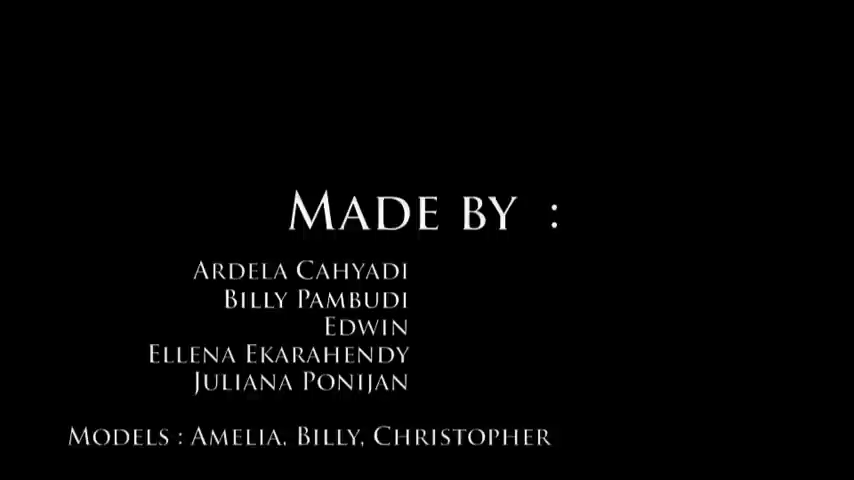 Made by :
Ardela Cahyadi
Billy Pambudi
Edwin
Ellena Ekarahendy
Juliana Ponijan
Models : Amelia, Billy, Christopher